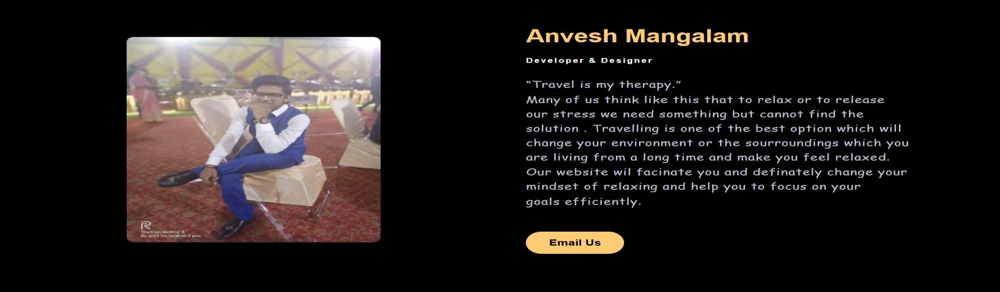 Anvesh Mangalam
Developer & Designer
“Travel is my therapy.”
Many of us think like this that to relax or to release
our stress we need something but cannot find the
solution . Travelling is one of the best option which will
change your environment or the sourroundings which you
are living from a long time and make you feel relaxed.
Our website wil facinate you and definately change your
mindset of relaxing and help you to focus on your
goals efficiently.
Email Us
R
Shot on realme 3
By shot on realme 3 pro